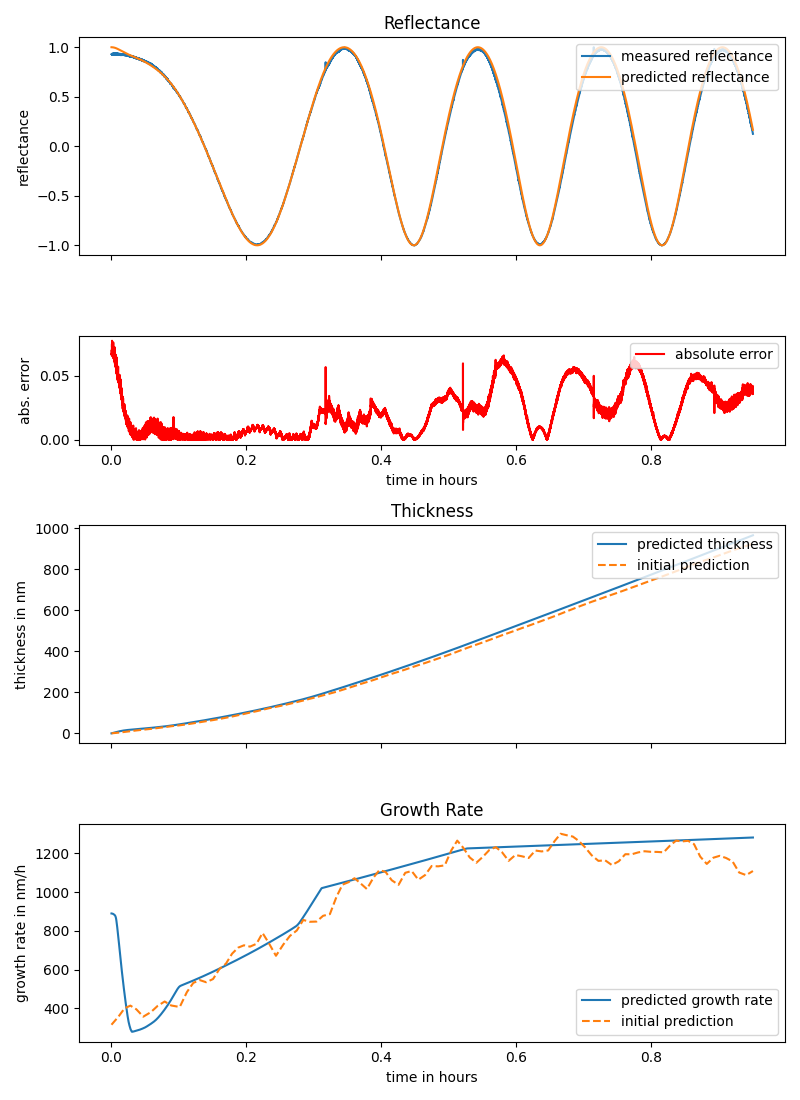 Reflectance
1.0
0.5
0.0
−0.5
−1.0
reflectance
measured reflectance
predicted reflectance
0.05
0.00
abs. error
absolute error
0.0 0.2 0.4 0.6 0.8
time in hours
Thickness
1000
800
600
400
200
0
thickness in nm
predicted thickness
initial prediction
Growth Rate
1200
1000
800
600
400
growth rate in nm/h
predicted growth rate
initial prediction
0.0 0.2 0.4 0.6 0.8
time in hours